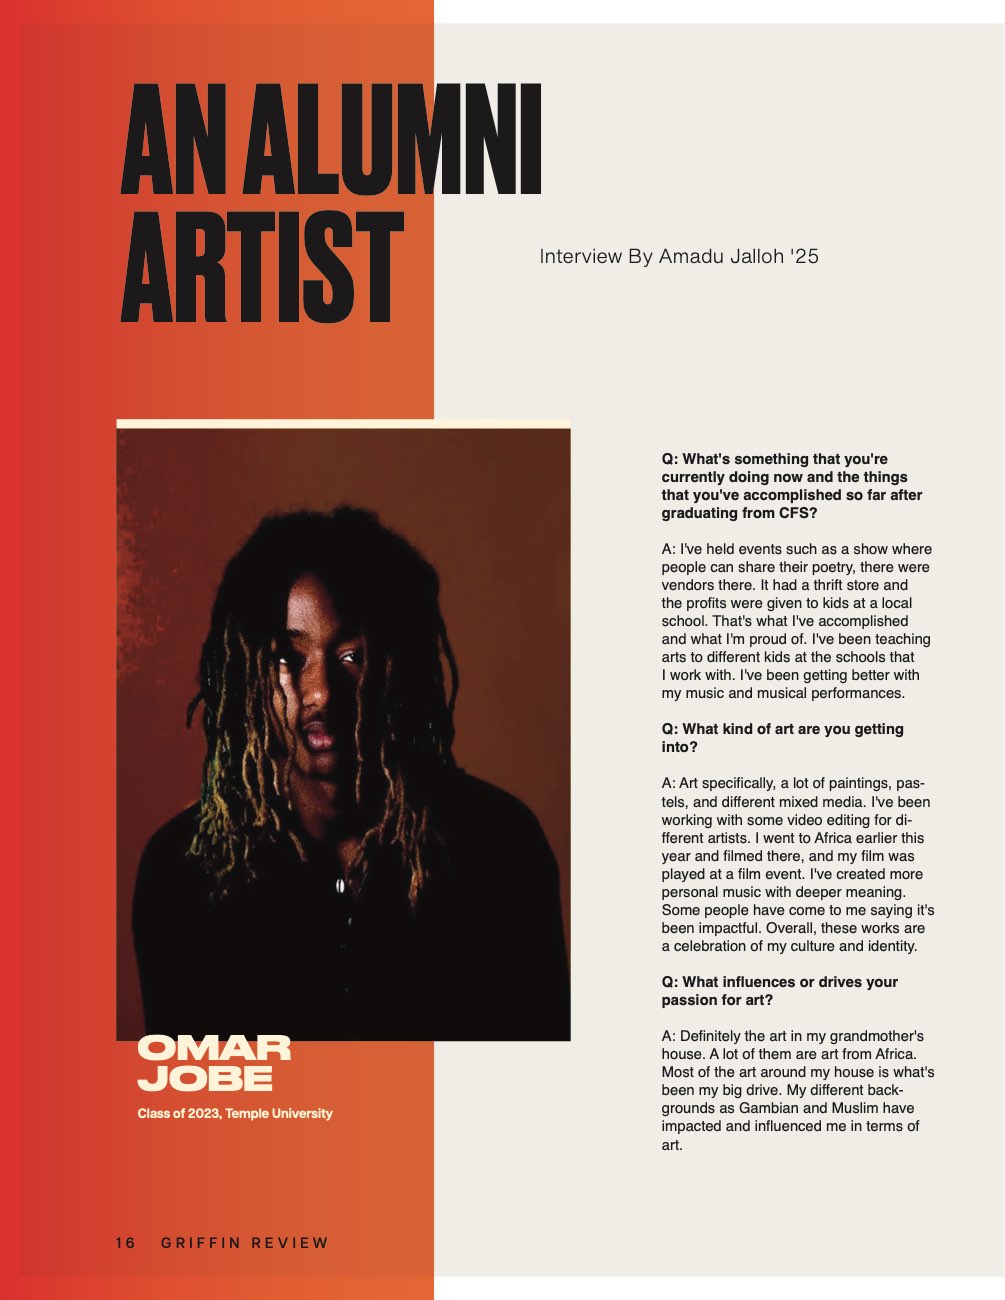 AN ALUMNI
ARTIST
Interview By Amadu Jalloh '25
Q: What's something that you're
currently doing now and the things
that you've accomplished so far after
graduating from CFS?
A: I've held events such as a show where
people can share their poetry, there were
vendors there. It had a thrift store and
the profits were given to kids at a local
school. That's what I've accomplished
and what I'm proud of. I've been teaching
arts to different kids at the schools that
I work with. I've been getting better with
my music and musical performances.
Q: What kind of art are you getting
into?
A: Art specifically, a lot of paintings, pas-
tels, and different mixed media. I've been
working with some video editing for di-
fferent artists. I went to Africa earlier this
year and filmed there, and my film was
played at a film event. I've created more
personal music with deeper meaning.
Some people have come to me saying it's
been impactful. Overall, these works are
a celebration of my culture and identity.
Q: What influences or drives your
passion for art?
A: Definitely the art in my grandmother's
house. A lot of them are art from Africa.
Most of the art around my house is what's
been my big drive. My different back-
grounds as Gambian and Muslim have
impacted and influenced me in terms of
art.
OMAR
JOBE
Class of 2023, Temple University
16 GRIFFIN REVIEW